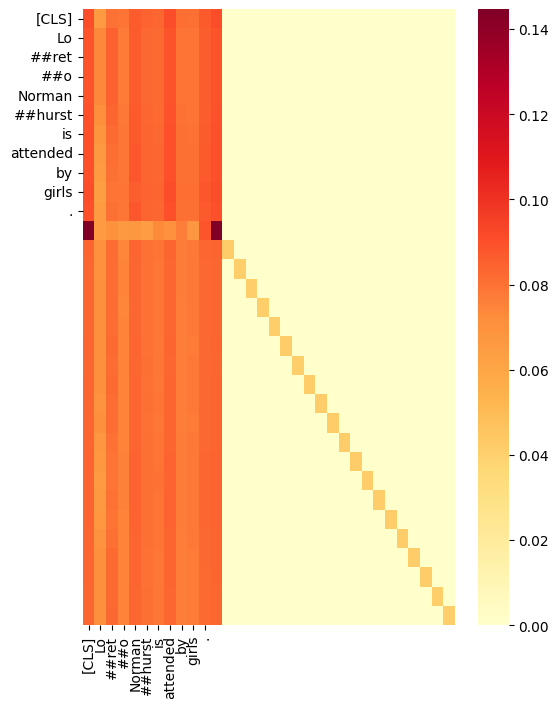 [CLS]
Lo
##ret
##o
Norman
##hurst
is
attended
by
girls
.
0.14
0.12
0.10
0.08
0.06
0.04
0.02
0.00
[CLS]
Lo
##ret
##o
Norman
##hurst
is
attended
by
girls
.